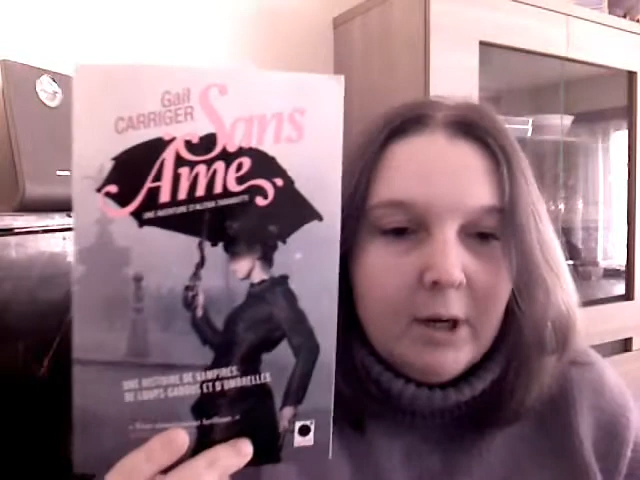 Gail
CARRIGER
Sans
Âme
UNE AVENTURE D'ALEXIA TARABOTTI
UNE HISTOIRE DE VAMPIRES,
DE LOUPS-GAROUS ET D'OMBRELLES